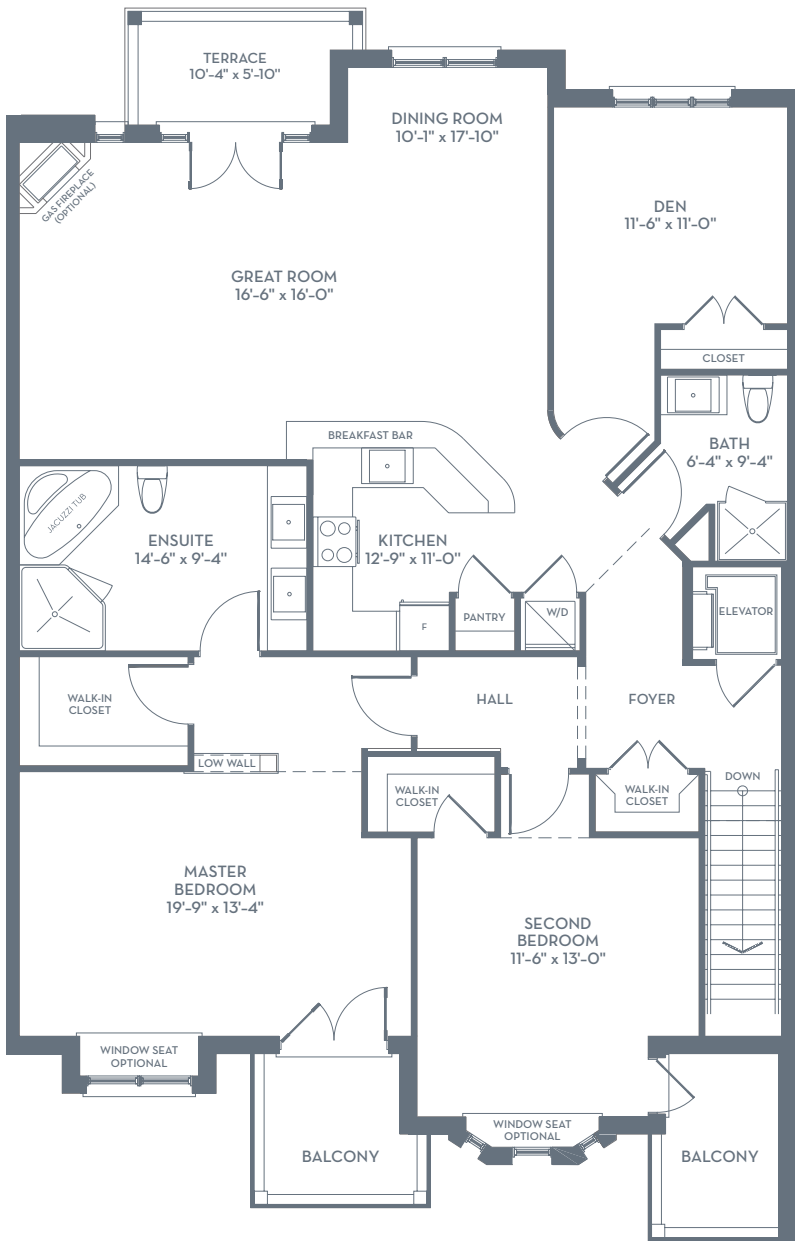 TERRACE
10'-4" x 5'-10"
DINING ROOM
10'-1" x 17'-10"
GAS FIREPLACE
(OPTIONAL)
DEN
11'-6" x 11'-0"
GREAT ROOM
16'-6" x 16'-0"
CLOSET
BREAKFAST BAR
BATH
6'-4" x 9'-4"
JACUZZI TUB
ENSUITE
14'-6" x 9'-4"
KITCHEN
12'-9" x 11'-0"
PANTRY
W/D
F
ELEVATOR
WALK-IN
CLOSET
HALL
FOYER
LOW WALL
WALK-IN
CLOSET
WALK-IN
CLOSET
DOWN
MASTER
BEDROOM
19'-9" x 13'-4"
SECOND
BEDROOM
11'-6" x 13'-0"
WINDOW SEAT
OPTIONAL
WINDOW SEAT
OPTIONAL
BALCONY
BALCONY